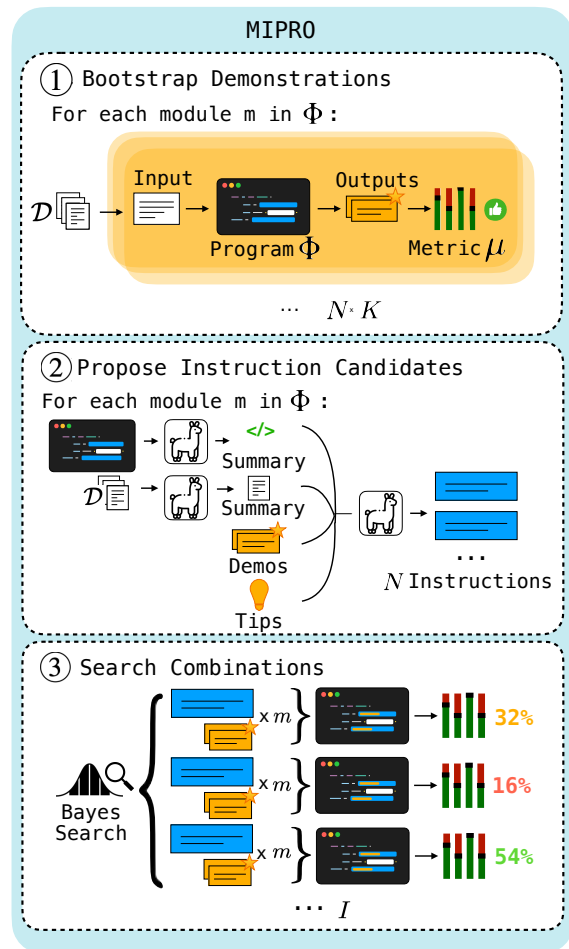 MIPRO
① Bootstrap Demonstrations
For each module m in Φ:
Input
Outputs
𝒟
Program Φ
Metric μ
... N x K
② Propose Instruction Candidates
For each module m in Φ :
</>
Summary
𝒟
Summary
Demos
... 
N Instructions
Tips
③ Search Combinations
x m
32%
x m
16%
Bayes
Search
x m
54%
... I